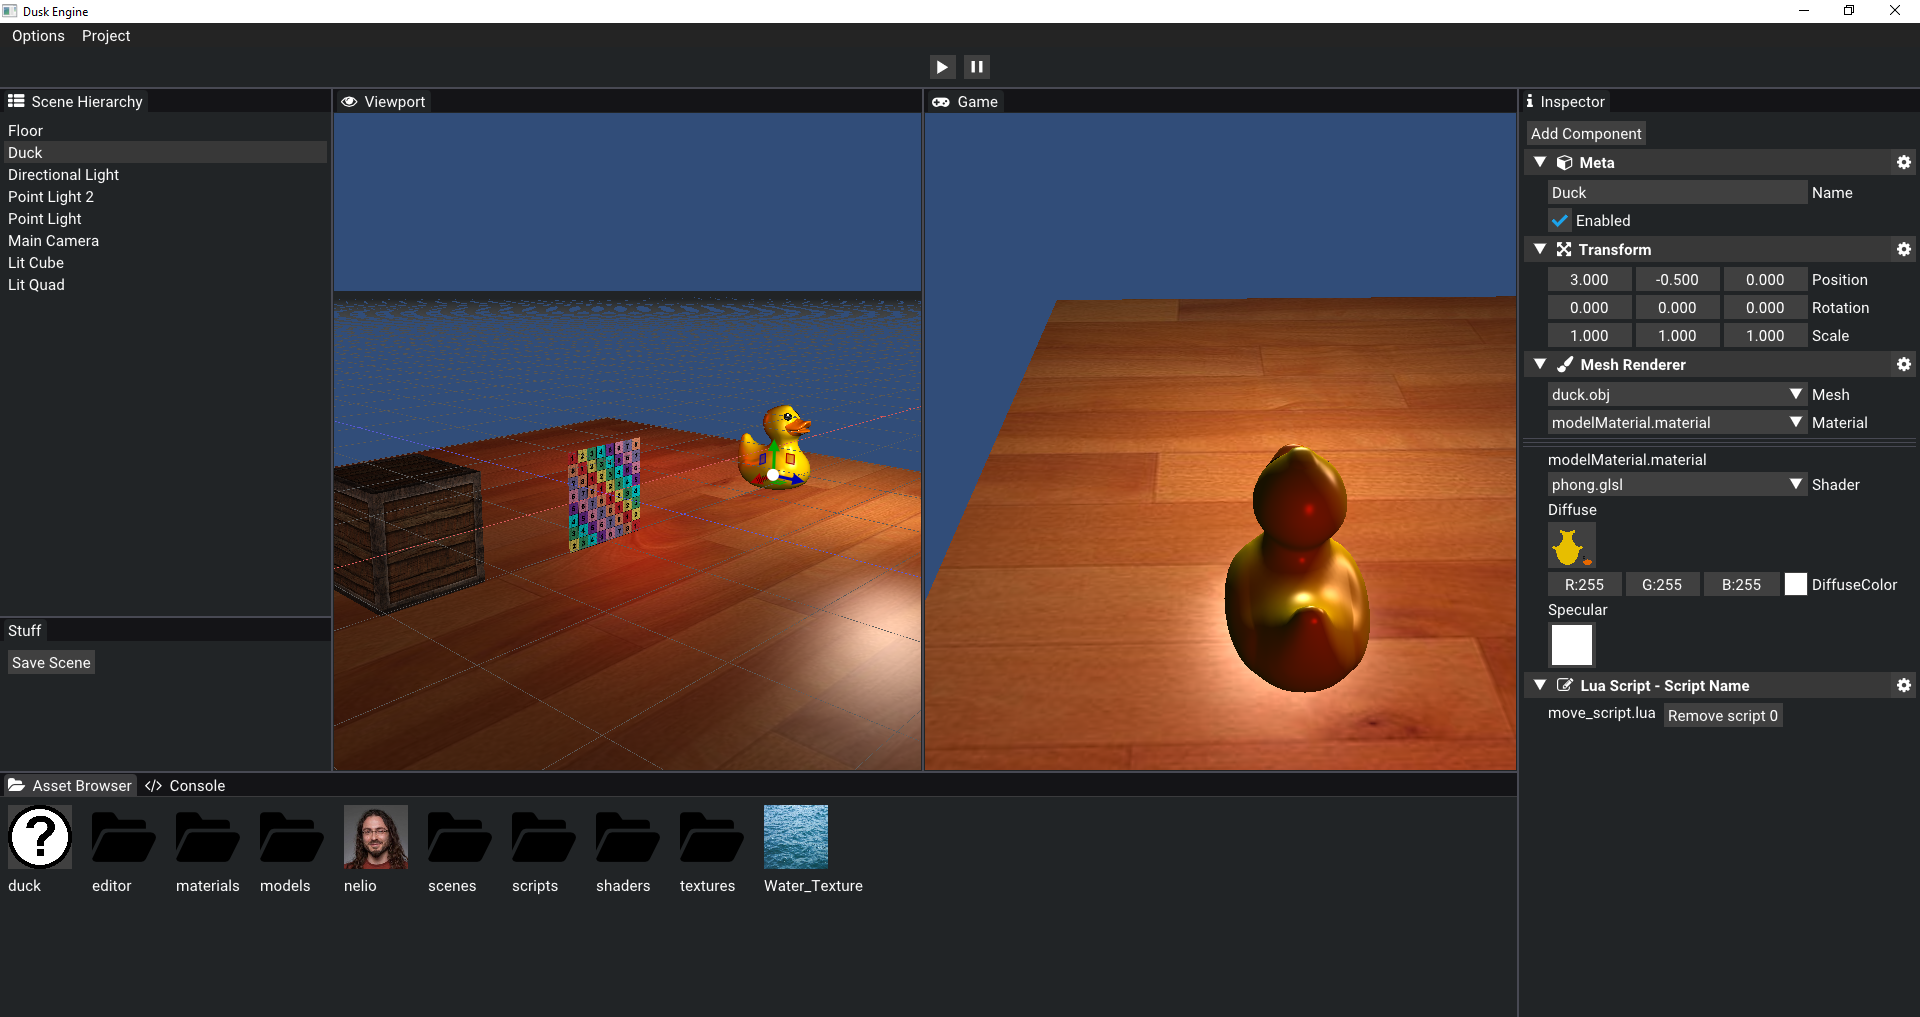 Dusk Engine
Options Project
Scene Hierarchy
Floor
Duck
Directional Light
Point Light 2
Point Light
Main Camera
Lit Cube
Lit Quad
Stuff
Save Scene
Viewport
Game
Inspector
Add Component
Meta
Duck Name
Enabled
Transform
3.000 -0.500 0.000 Position
0.000 0.000 0.000 Rotation
1.000 1.000 1.000 Scale
Mesh Renderer
duck.obj Mesh
modelMaterial.material Material
modelMaterial.material
phong.glsl Shader
Diffuse
R:255 G:255 B:255 DiffuseColor
Specular
Lua Script - Script Name
move_script.lua Remove script 0
Asset Browser </> Console
?
duck editor materials models nelio scenes scripts shaders textures Water_Texture